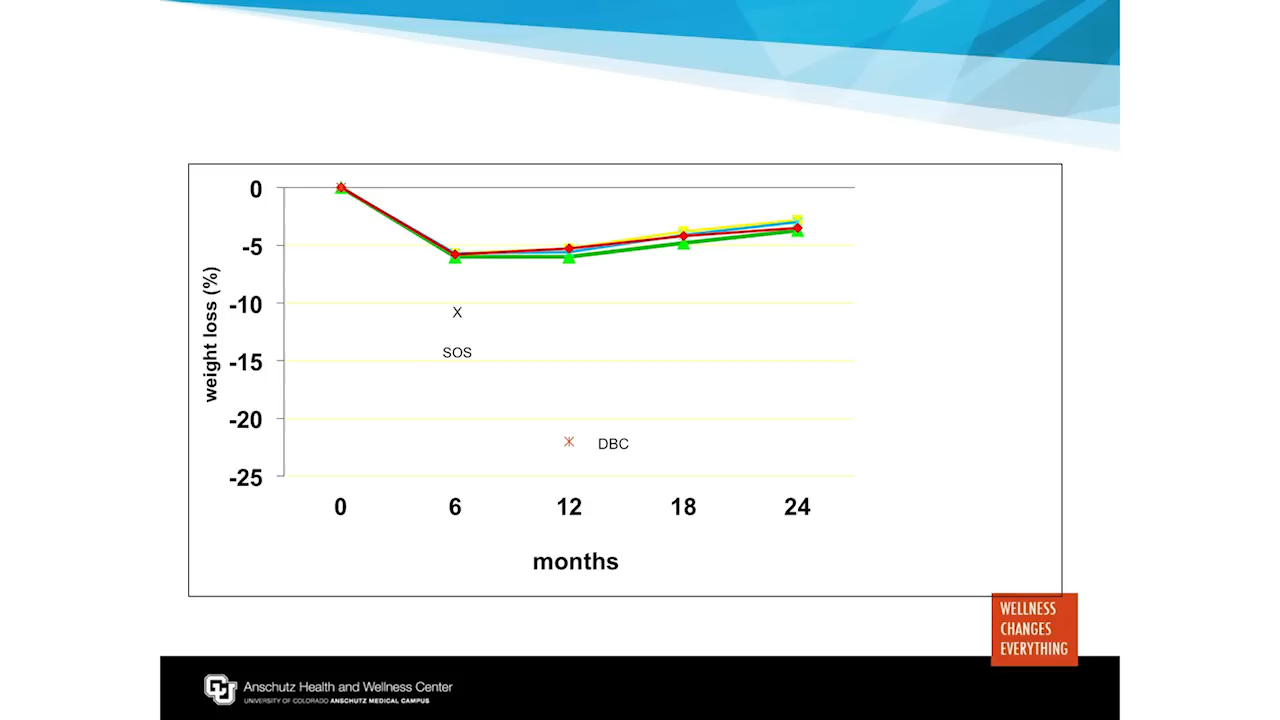 0
-5
-10
-15
-20
-25
weight loss (%)
X
SOS
DBC
0 6 12 18 24
months
WELLNESS
CHANGES
EVERYTHING
CU
Anschutz Health and Wellness Center
UNIVERSITY OF COLORADO ANSCHUTZ MEDICAL CAMPUS